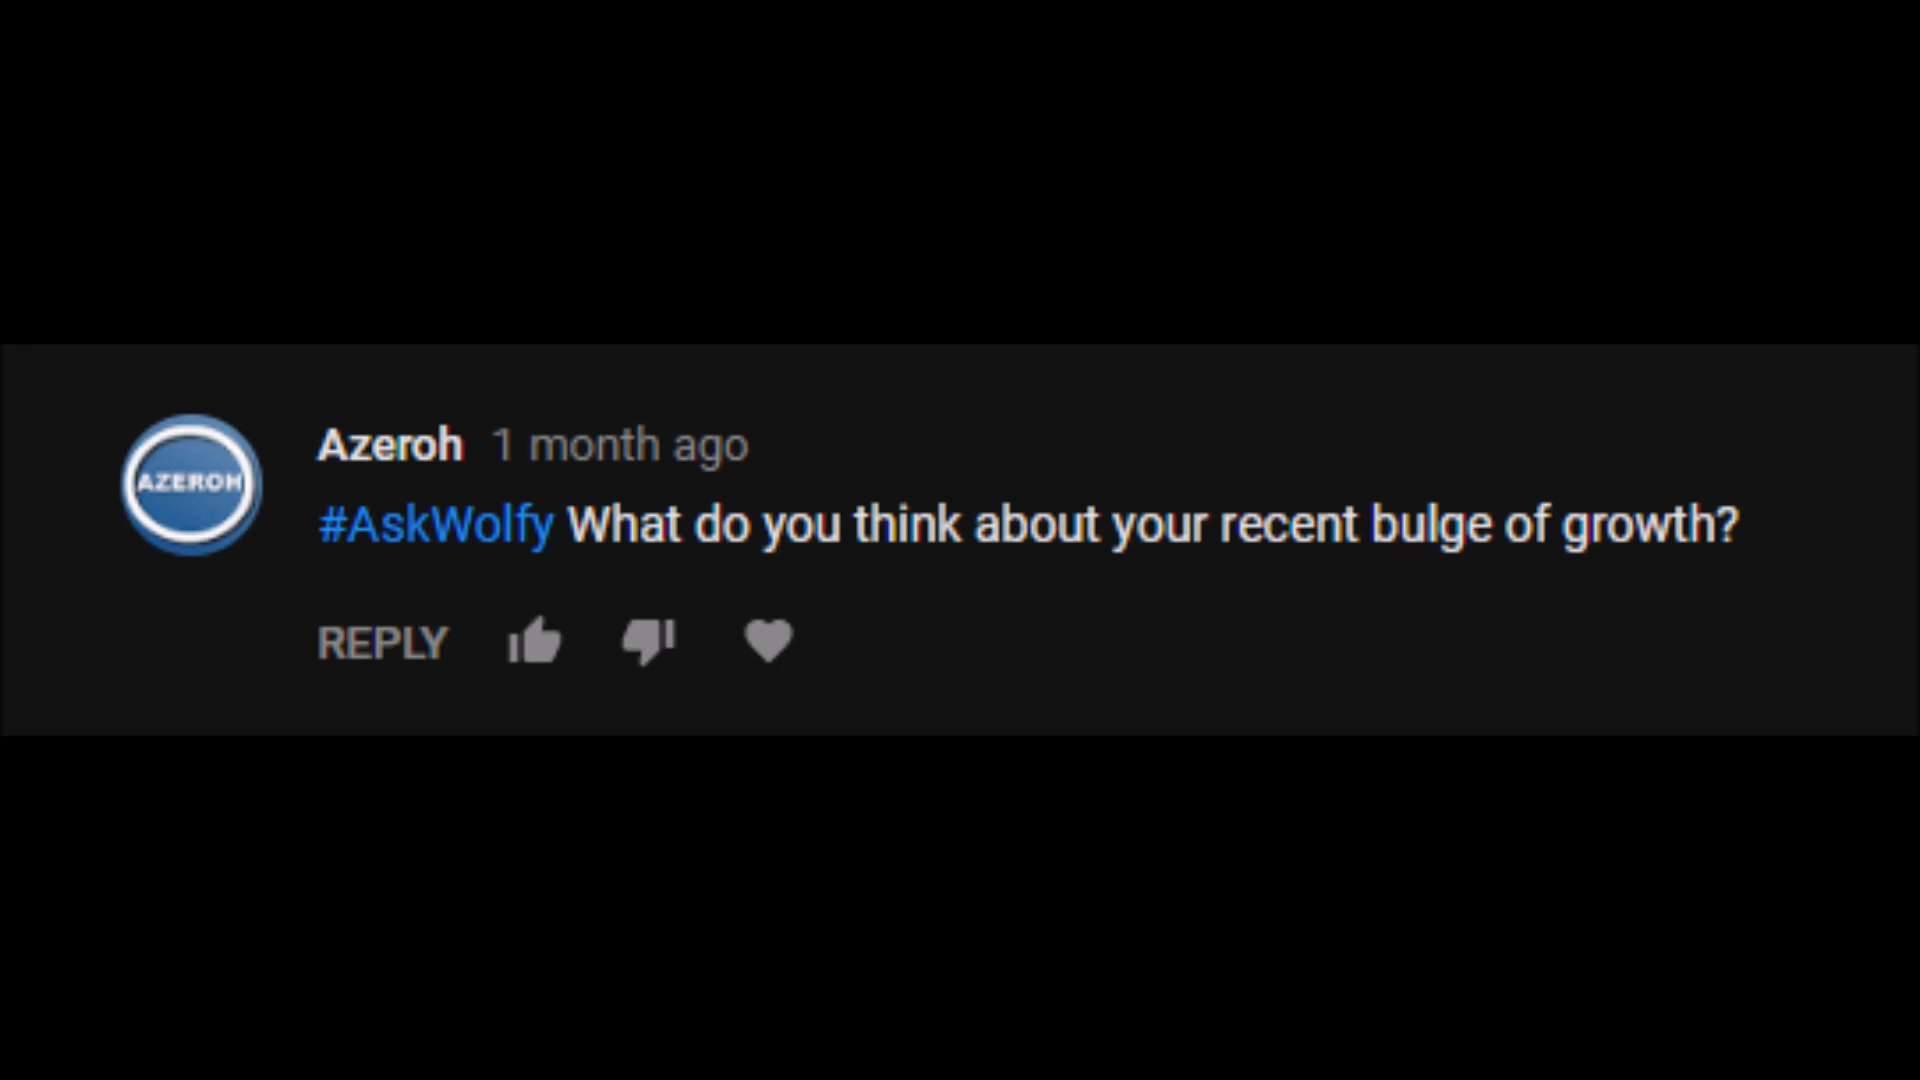 AZEROH
Azeroh 1 month ago
#AskWolfy What do you think about your recent bulge of growth?
REPLY